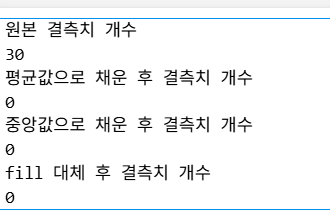 원본 결측치 개수
30
평균값으로 채운 후 결측치 개수
0
중앙값으로 채운 후 결측치 개수
0
fill 대체 후 결측치 개수
0